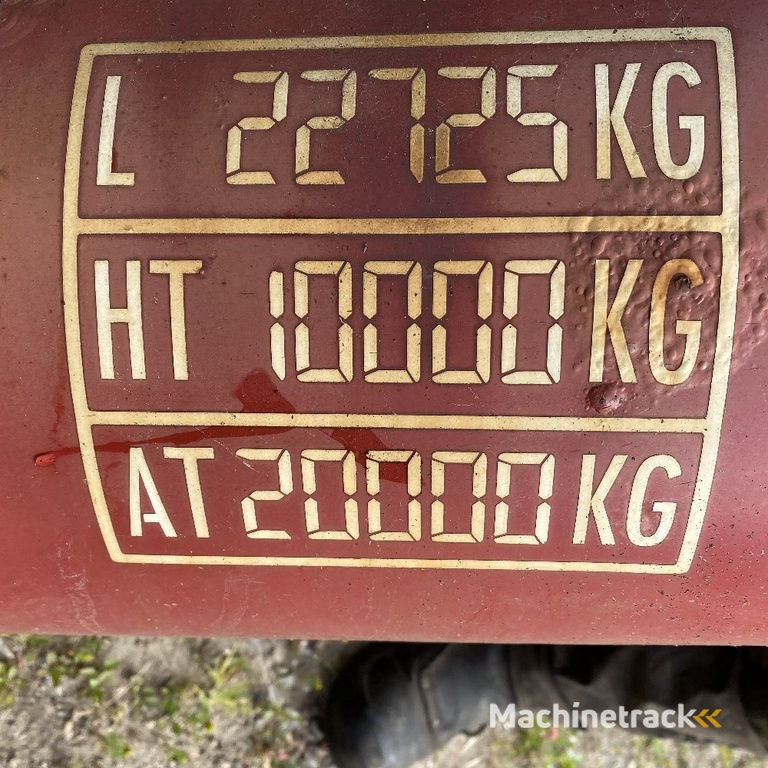 L 22725 KG
HT 10000 KG
AT 20000 KG
Machinetrack